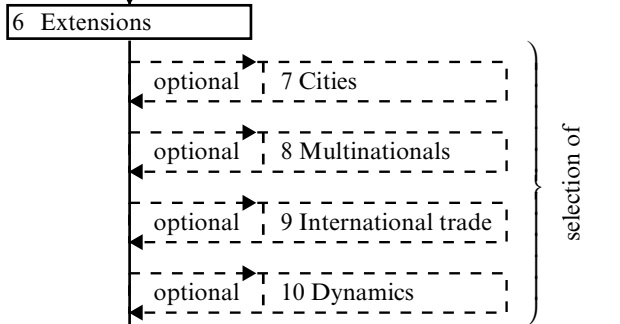 6 Extensions
optional 7 Cities
optional 8 Multinationals
optional 9 International trade
optional 10 Dynamics
selection of